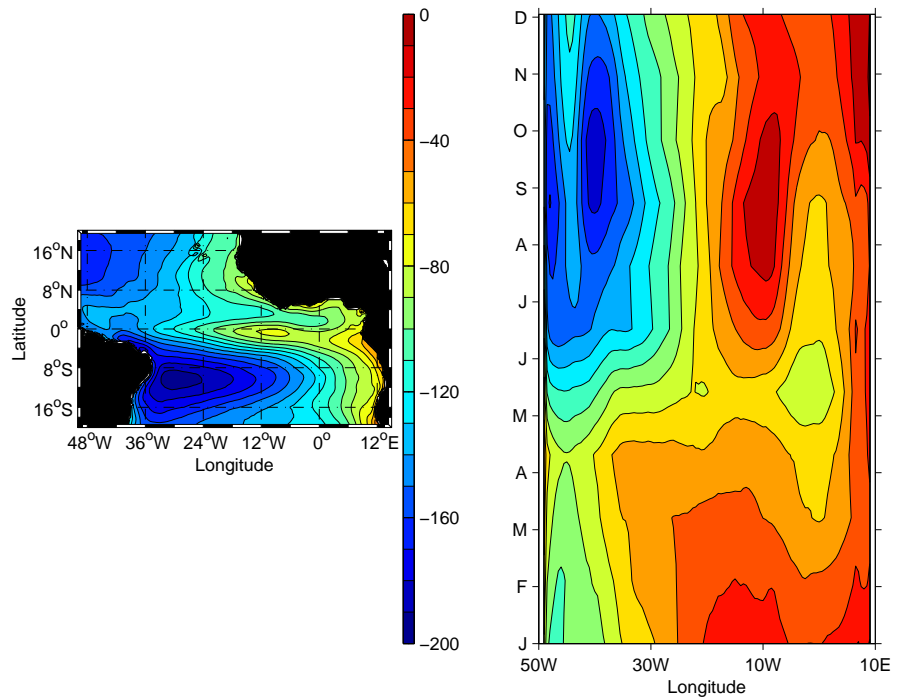 0
−40
−80
−120
−160
−200
16°N
8°N
0°
8°S
16°S
Latitude
48°W 36°W 24°W 12°W 0° 12°E
Longitude
D
N
O
S
A
J
J
M
A
M
F
J
50W 30W 10W 10E
Longitude